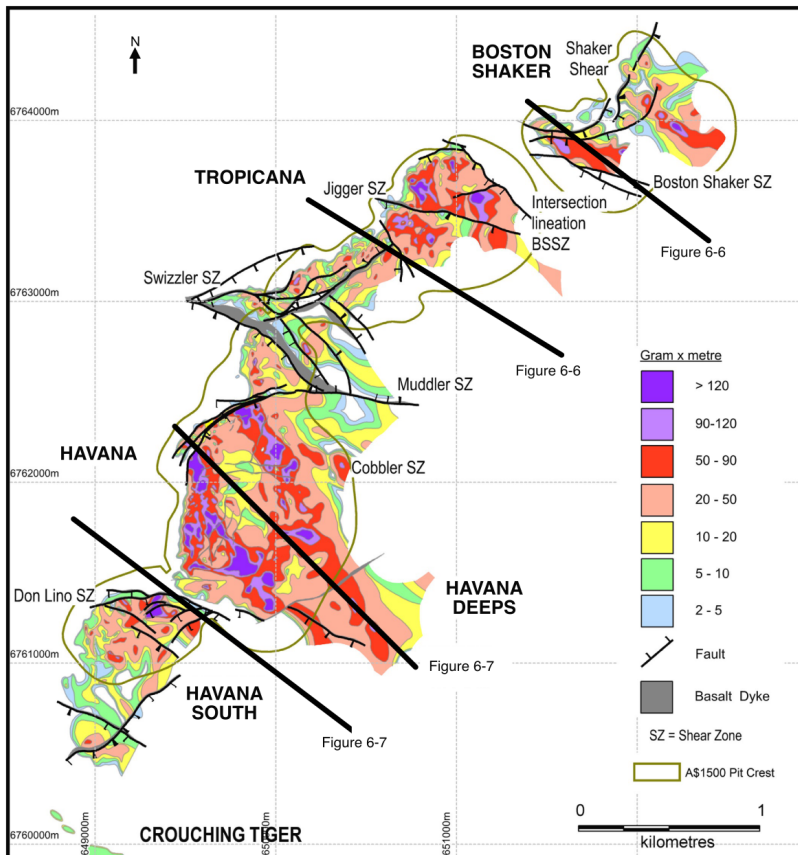 N
BOSTON
SHAKER
Shaker
Shear
6764000m
TROPICANA
Jigger SZ
Boston Shaker SZ
Intersection
lineation
BSSZ
Figure 6-6
Swizzler SZ
6763000m
Figure 6-6
Muddler SZ
Gram x metre
> 120
90-120
50 - 90
20 - 50
10 - 20
5 - 10
2 - 5
Fault
Basalt Dyke
SZ = Shear Zone
A$1500 Pit Crest
HAVANA
Cobbler SZ
6762000m
Don Lino SZ
HAVANA
DEEPS
6761000m
Figure 6-7
HAVANA
SOUTH
Figure 6-7
0 1
kilometres
6760000m
649000m
651000m
CROUCHING TIGER